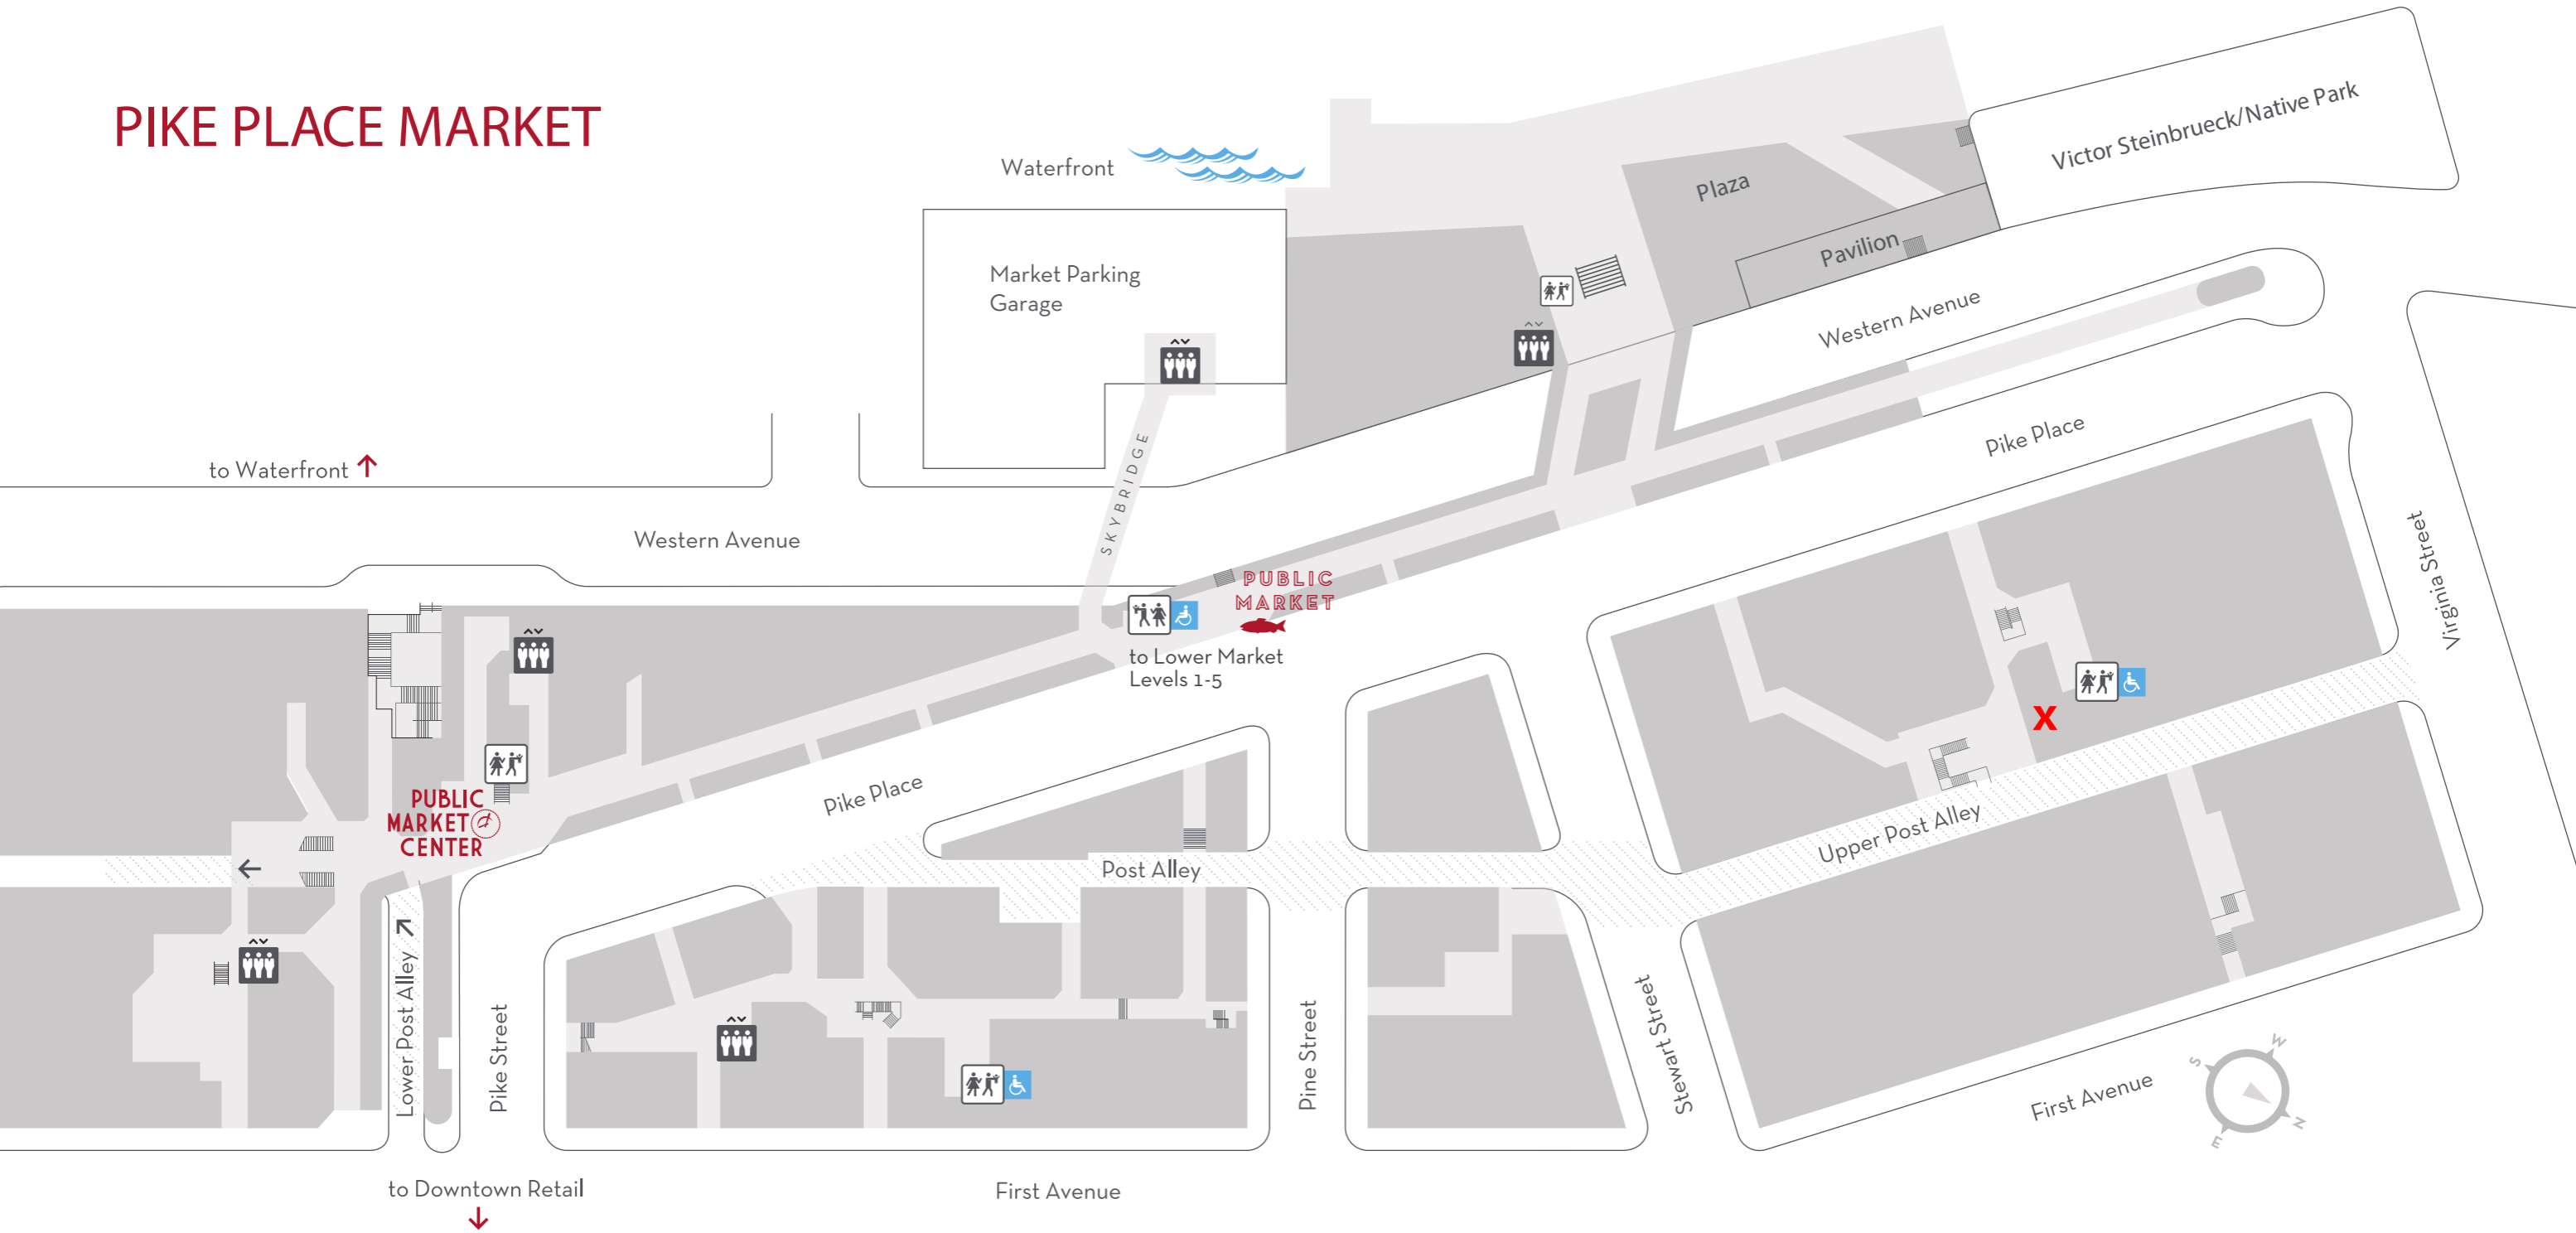 PIKE PLACE MARKET
Victor Steinbrueck/Native Park
Waterfront
Plaza
Pavilion
Market Parking
Garage
Western Avenue
SKYBRIDGE
Pike Place
to Waterfront
Western Avenue
Virginia Street
PUBLIC
MARKET
to Lower Market
Levels 1-5
X
PUBLIC
MARKET
CENTER
Pike Place
Post Alley
Upper Post Alley
Lower Post Alley
Pike Street
Pine Street
Stewart Street
First Avenue
S
W
N
E
to Downtown Retail
First Avenue